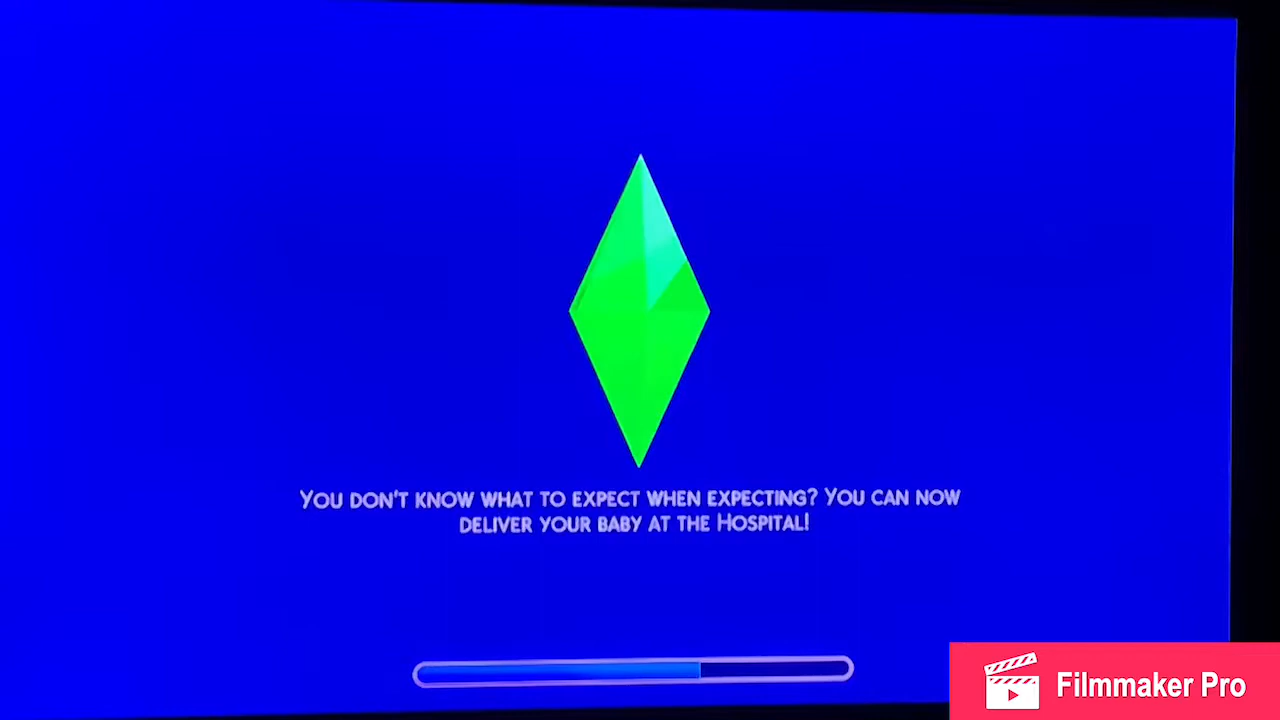 You don't know what to expect when expecting? You can now
deliver your baby at the Hospital!
Filmmaker Pro